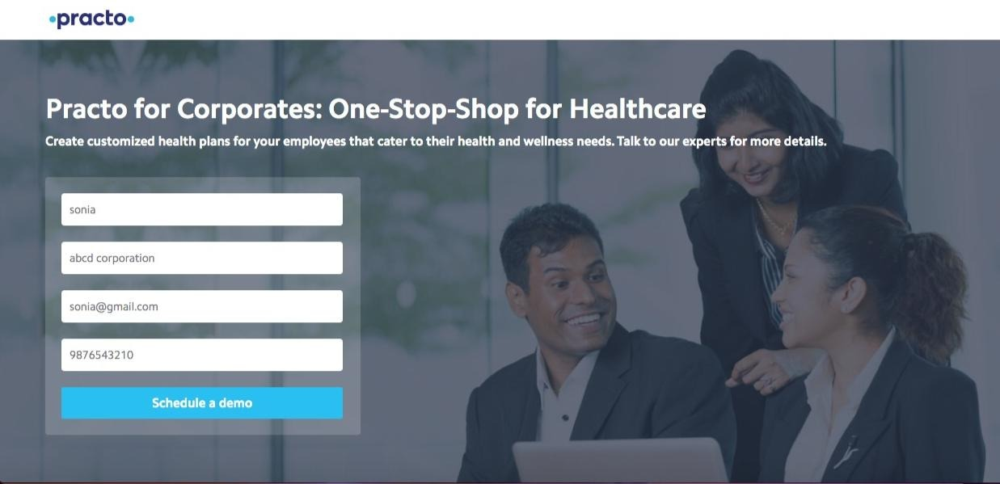 practo
Practo for Corporates: One-Stop-Shop for Healthcare
Create customized health plans for your employees that cater to their health and wellness needs. Talk to our experts for more details.
sonia
abcd corporation
sonia@gmail.com
9876543210
Schedule a demo